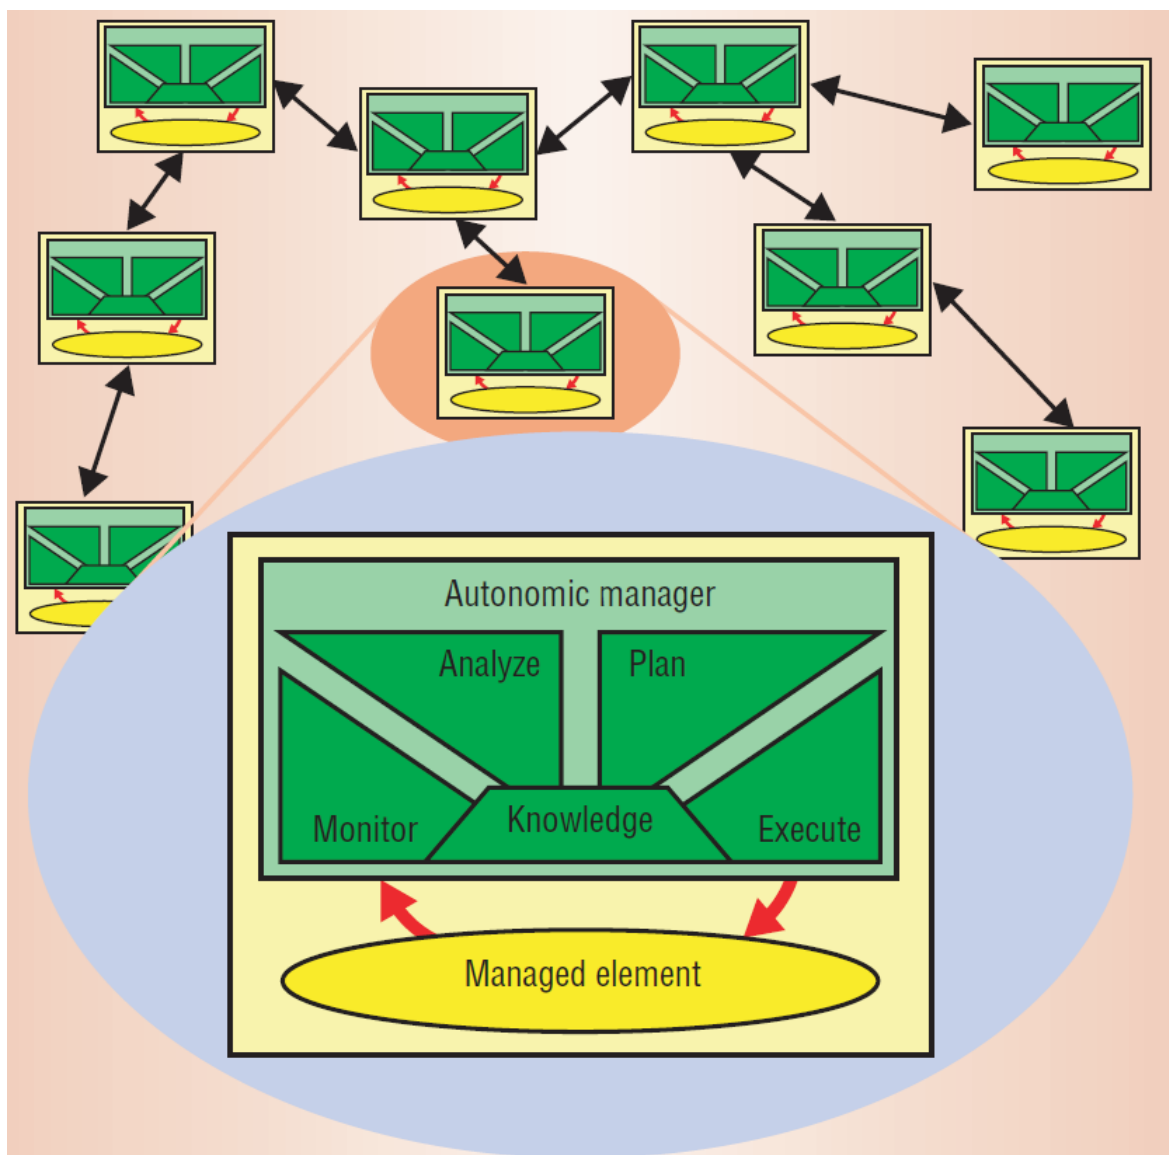 Autonomic manager
Analyze
Plan
Monitor
Knowledge
Execute
Managed element